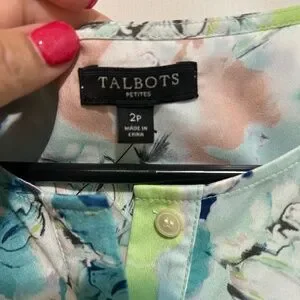 TALBOTS
PETITES
2P
MADE IN
CHINA